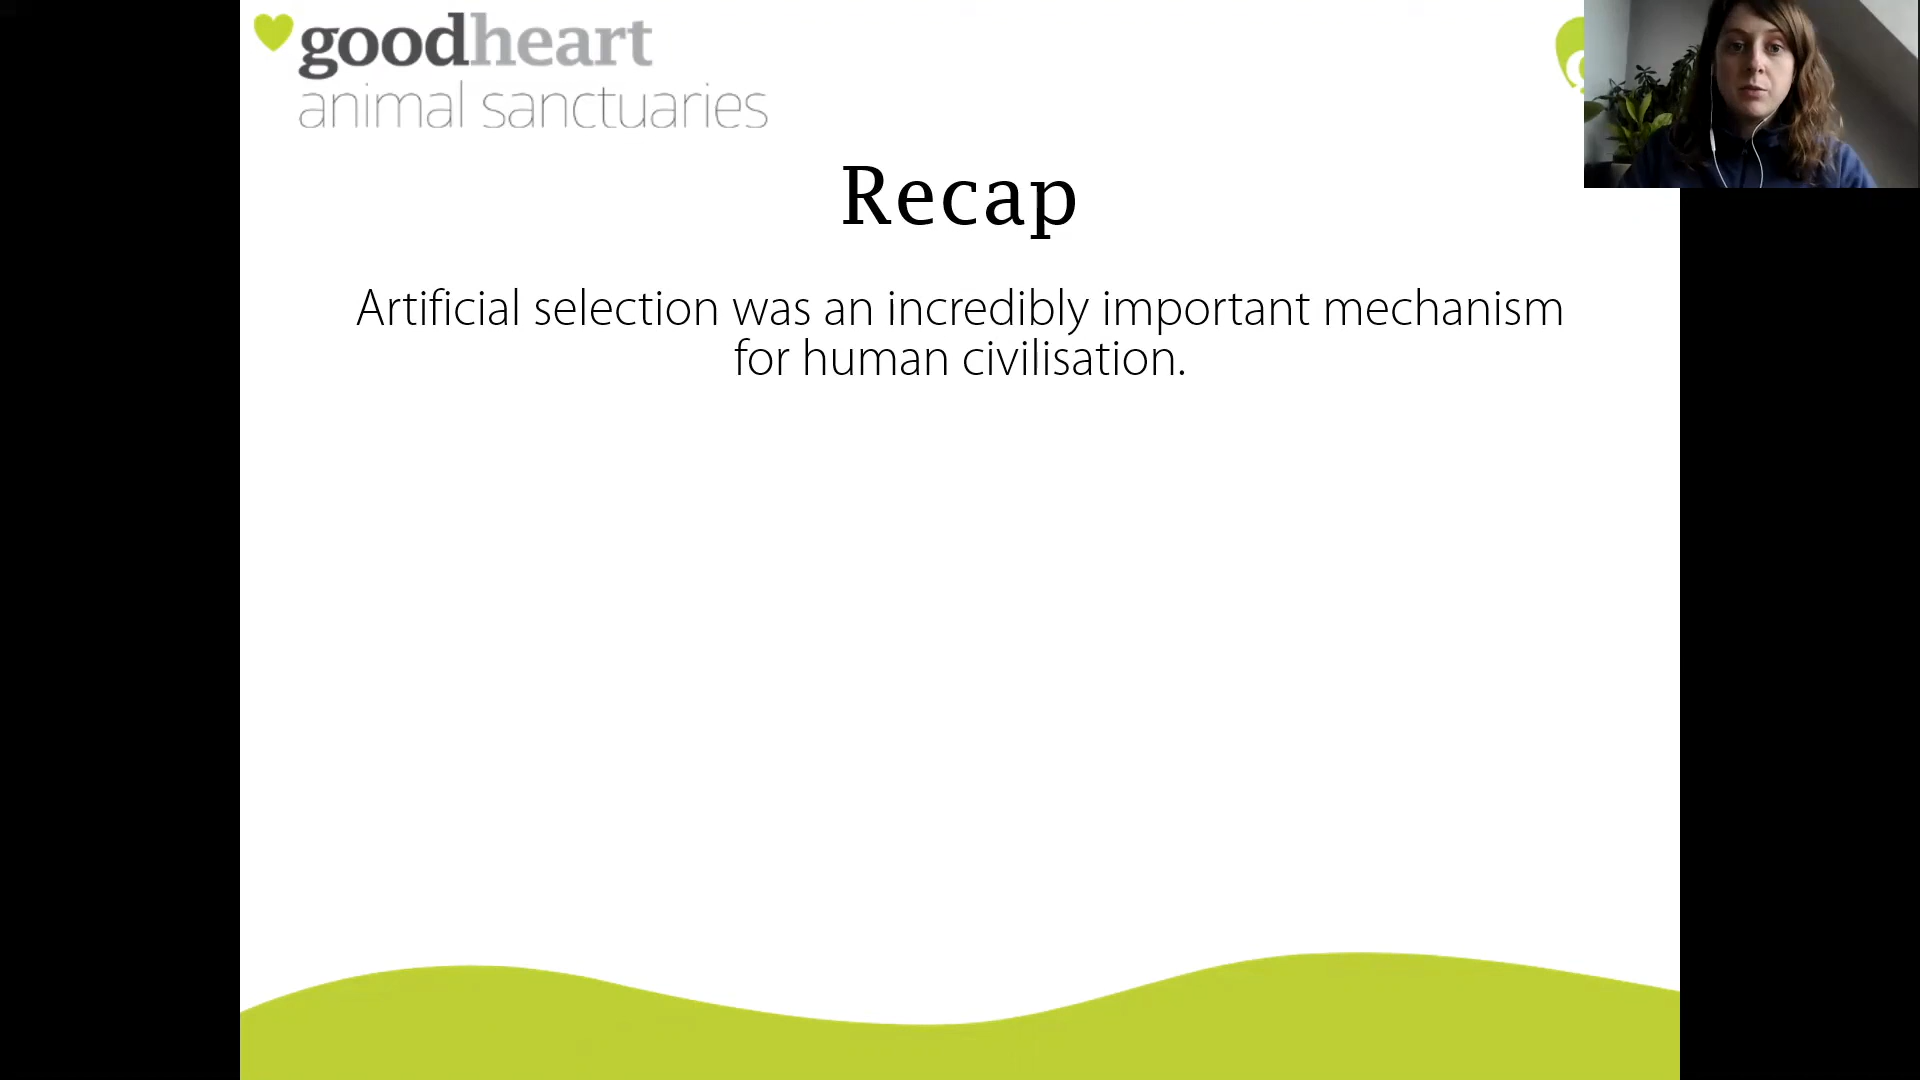 goodheart
animal sanctuaries
Recap
Artificial selection was an incredibly important mechanism
for human civilisation.